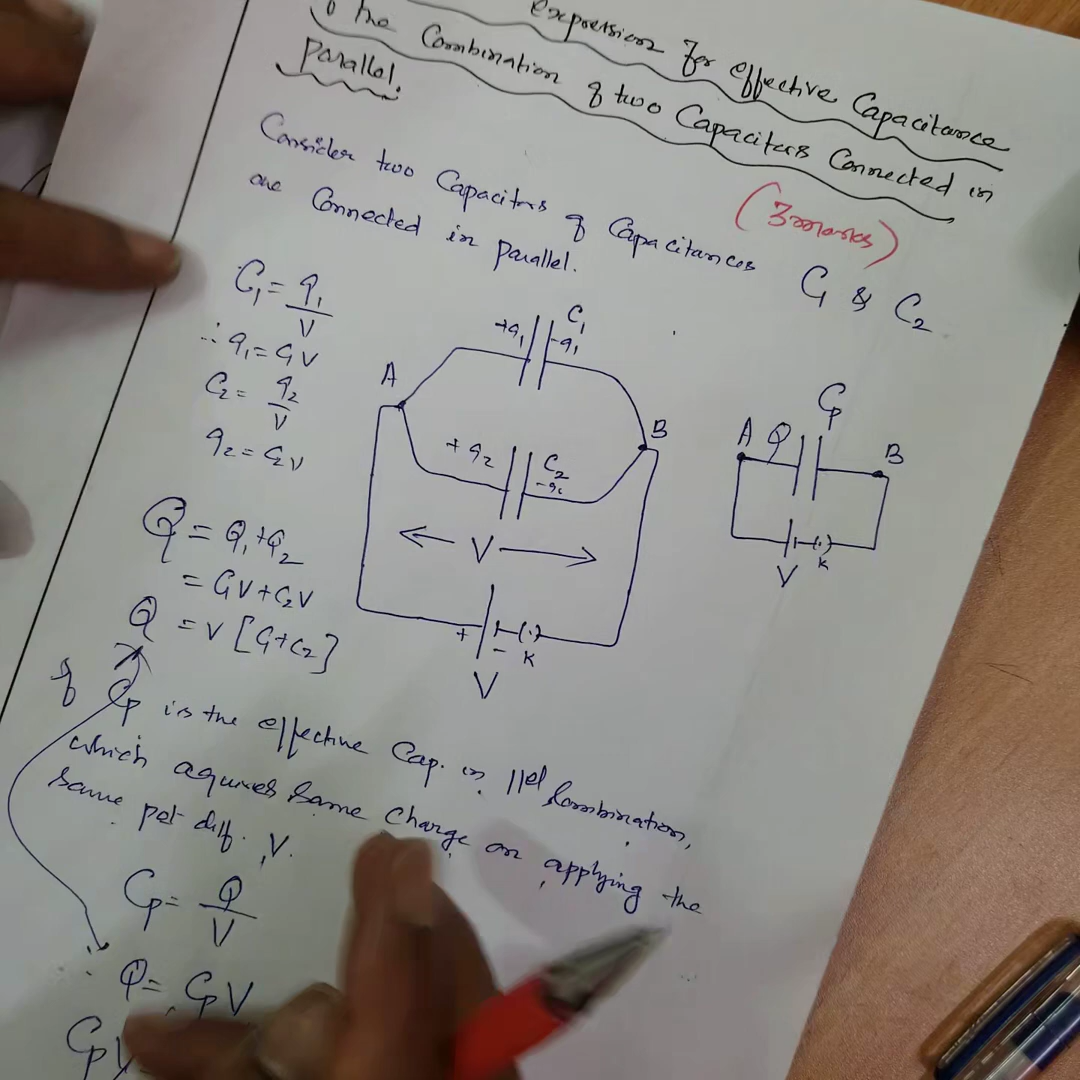 Expression for effective Capacitance
of the Combination of two Capacitors Connected in
parallel.
(3marks)
Consider two Capacitors of Capacitances C1 & C2
are Connected in parallel.
C1 = q1/V
∴ q1 = C1V
C2 = q2/V
q2 = C2V
+q1 C1 -q1
A
B
+q2 C2 -q2
V
+ - K
V
Cp
A Q B
V K
Q = Q1+Q2
= C1V+C2V
Q = V [C1+C2]
If Cp is the effective Cap. in ||el Combination,
which aquires same charge on applying the
same pot diff. V.
Cp = Q/V
∴ Q = CpV
CpV